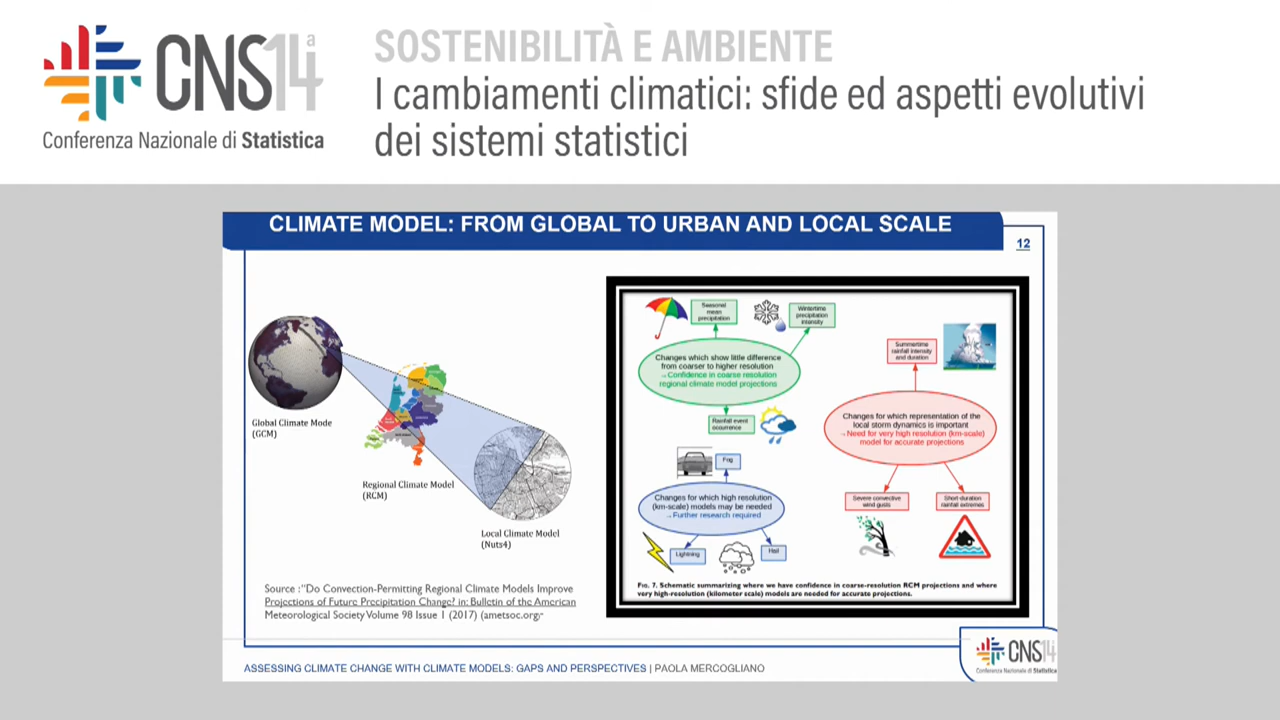 CNS14ª
Conferenza Nazionale di Statistica
SOSTENIBILITÀ E AMBIENTE
I cambiamenti climatici: sfide ed aspetti evolutivi
dei sistemi statistici
CLIMATE MODEL: FROM GLOBAL TO URBAN AND LOCAL SCALE
12
Global Climate Mode
(GCM)
Regional Climate Model
(RCM)
Local Climate Model
(Nuts4)
Source :"Do Convection-Permitting Regional Climate Models Improve
Projections of Future Precipitation Change? in: Bulletin of the American
Meteorological Society Volume 98 Issue 1 (2017) (ametsoc.org)"
Seasonal
mean
precipitation
Wintertime
precipitation
intensity
Changes which show little difference
from coarser to higher resolution
→Confidence in coarse resolution
regional climate model projections
Rainfall event
occurrence
Summertime
rainfall intensity
and duration
Changes for which representation of the
local storm dynamics is important
→Need for very high resolution (km-scale)
model for accurate projections
Severe convective
wind gusts
Short-duration
rainfall extremes
Fog
Changes for which high resolution
(km-scale) models may be needed
→Further research required
Lightning
Hail
FIG. 7. Schematic summarizing where we have confidence in coarse-resolution RCM projections and where
very high-resolution (kilometer scale) models are needed for accurate projections.
ASSESSING CLIMATE CHANGE WITH CLIMATE MODELS: GAPS AND PERSPECTIVES | PAOLA MERCOGLIANO
CNS14
Conferenza Nazionale di Statistica